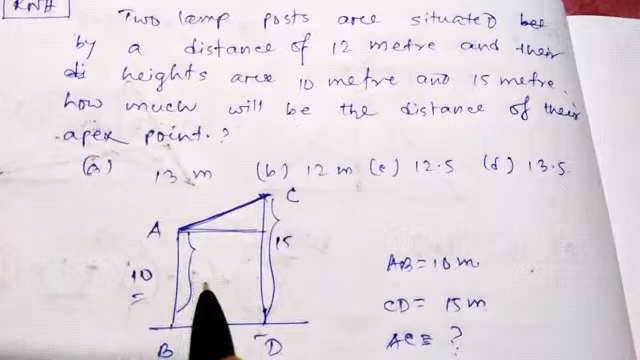 KNH
Two lamp posts are situated
by a distance of 12 metre and their
heights are 10 metre and 15 metre.
how much will be the distance of their
apex point.?
(a) 13 m (b) 12 m (c) 12.5 (d) 13.5
C
A
15
10
AB = 10 m
CD = 15 m
AC = ?
B
D